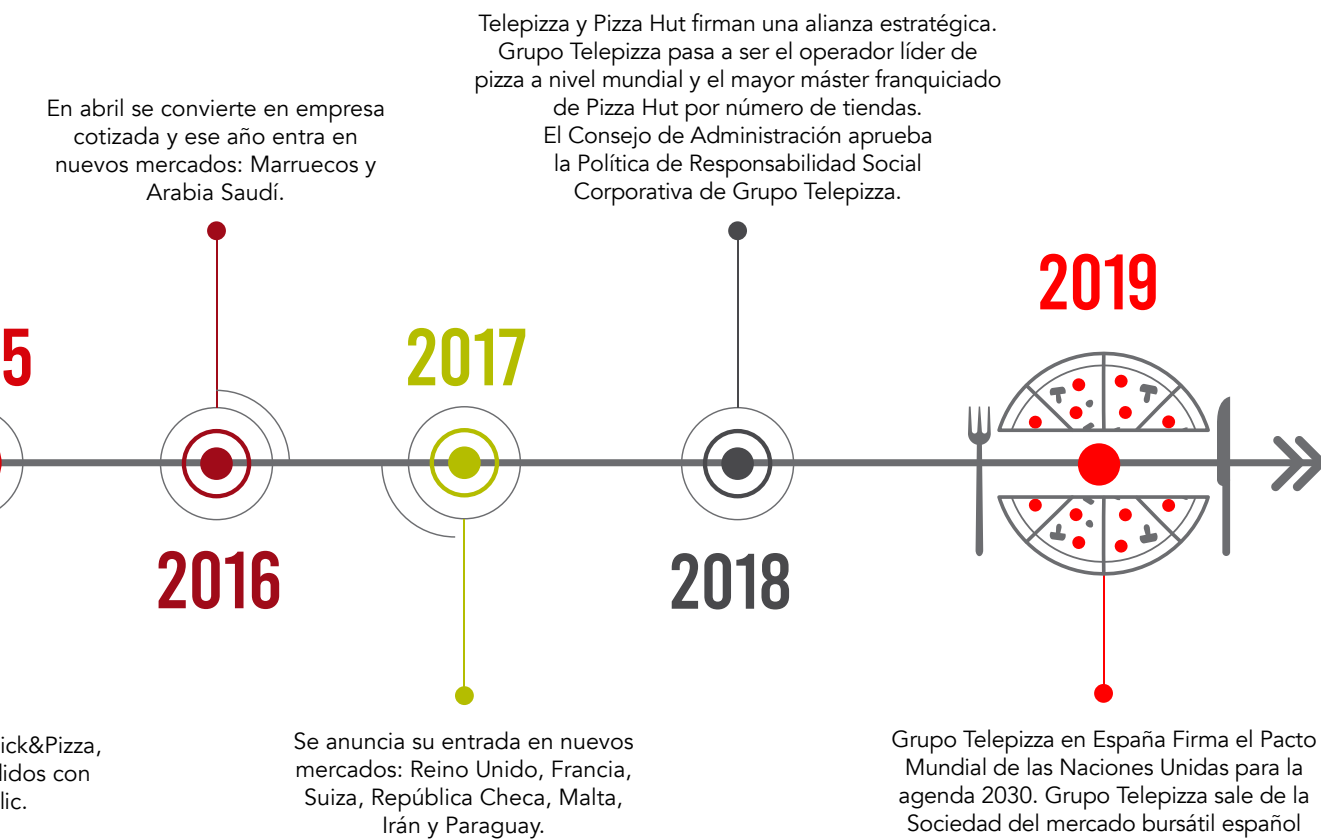 Telepizza y Pizza Hut firman una alianza estratégica.
Grupo Telepizza pasa a ser el operador líder de
pizza a nivel mundial y el mayor máster franquiciado
de Pizza Hut por número de tiendas.
El Consejo de Administración aprueba
la Política de Responsabilidad Social
Corporativa de Grupo Telepizza.
En abril se convierte en empresa
cotizada y ese año entra en
nuevos mercados: Marruecos y
Arabia Saudí.
2019
5
2017
2016
2018
ick&Pizza,
didos con
lic.
Se anuncia su entrada en nuevos
mercados: Reino Unido, Francia,
Suiza, República Checa, Malta,
Irán y Paraguay.
Grupo Telepizza en España Firma el Pacto
Mundial de las Naciones Unidas para la
agenda 2030. Grupo Telepizza sale de la
Sociedad del mercado bursátil español